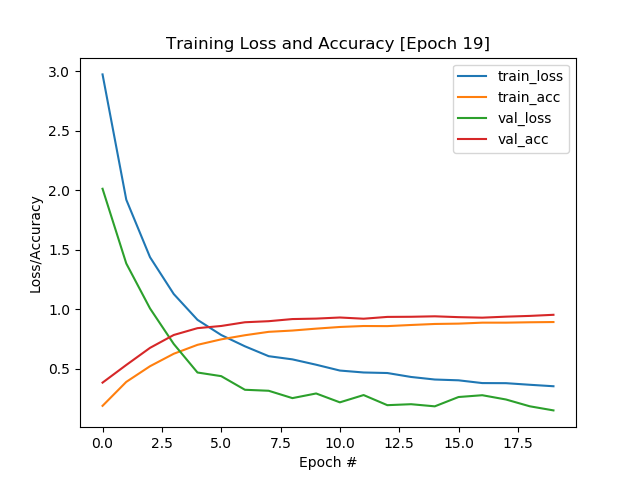 Training Loss and Accuracy [Epoch 19]
train_loss
train_acc
val_loss
val_acc
3.0
2.5
2.0
1.5
1.0
0.5
Loss/Accuracy
0.0 2.5 5.0 7.5 10.0 12.5 15.0 17.5
Epoch #